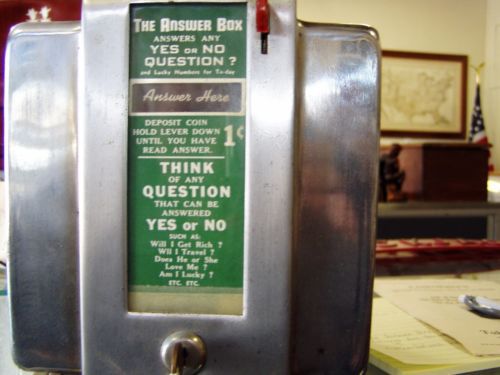 THE ANSWER BOX
ANSWERS ANY
YES or NO
QUESTION ?
and Lucky Numbers for To-day
Answer Here
DEPOSIT COIN
HOLD LEVER DOWN
UNTIL YOU HAVE
READ ANSWER.
1¢
THINK
OF ANY
QUESTION
THAT CAN BE
ANSWERED
YES or NO
SUCH AS:
Will I Get Rich ?
Wll I Travel ?
Does He or She
Love Me ?
Am I Lucky ?
ETC. ETC.